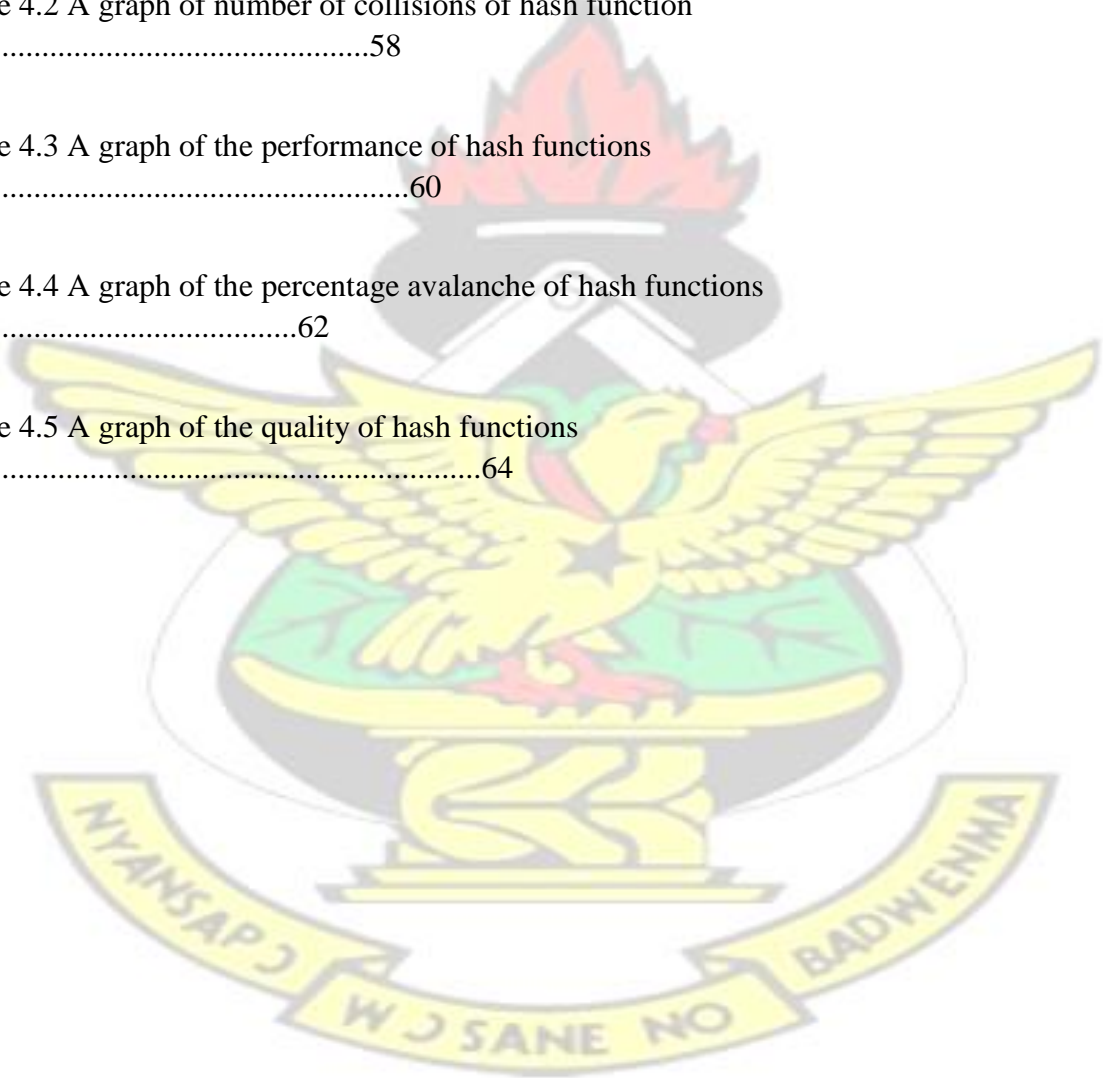 e 4.2 A graph of number of collisions of hash function
............................................58
e 4.3 A graph of the performance of hash functions
.................................................60
e 4.4 A graph of the percentage avalanche of hash functions
...................................62
e 4.5 A graph of the quality of hash functions
..........................................................64
NYANSAPƆ
WƆSANE NO
BADWENMA